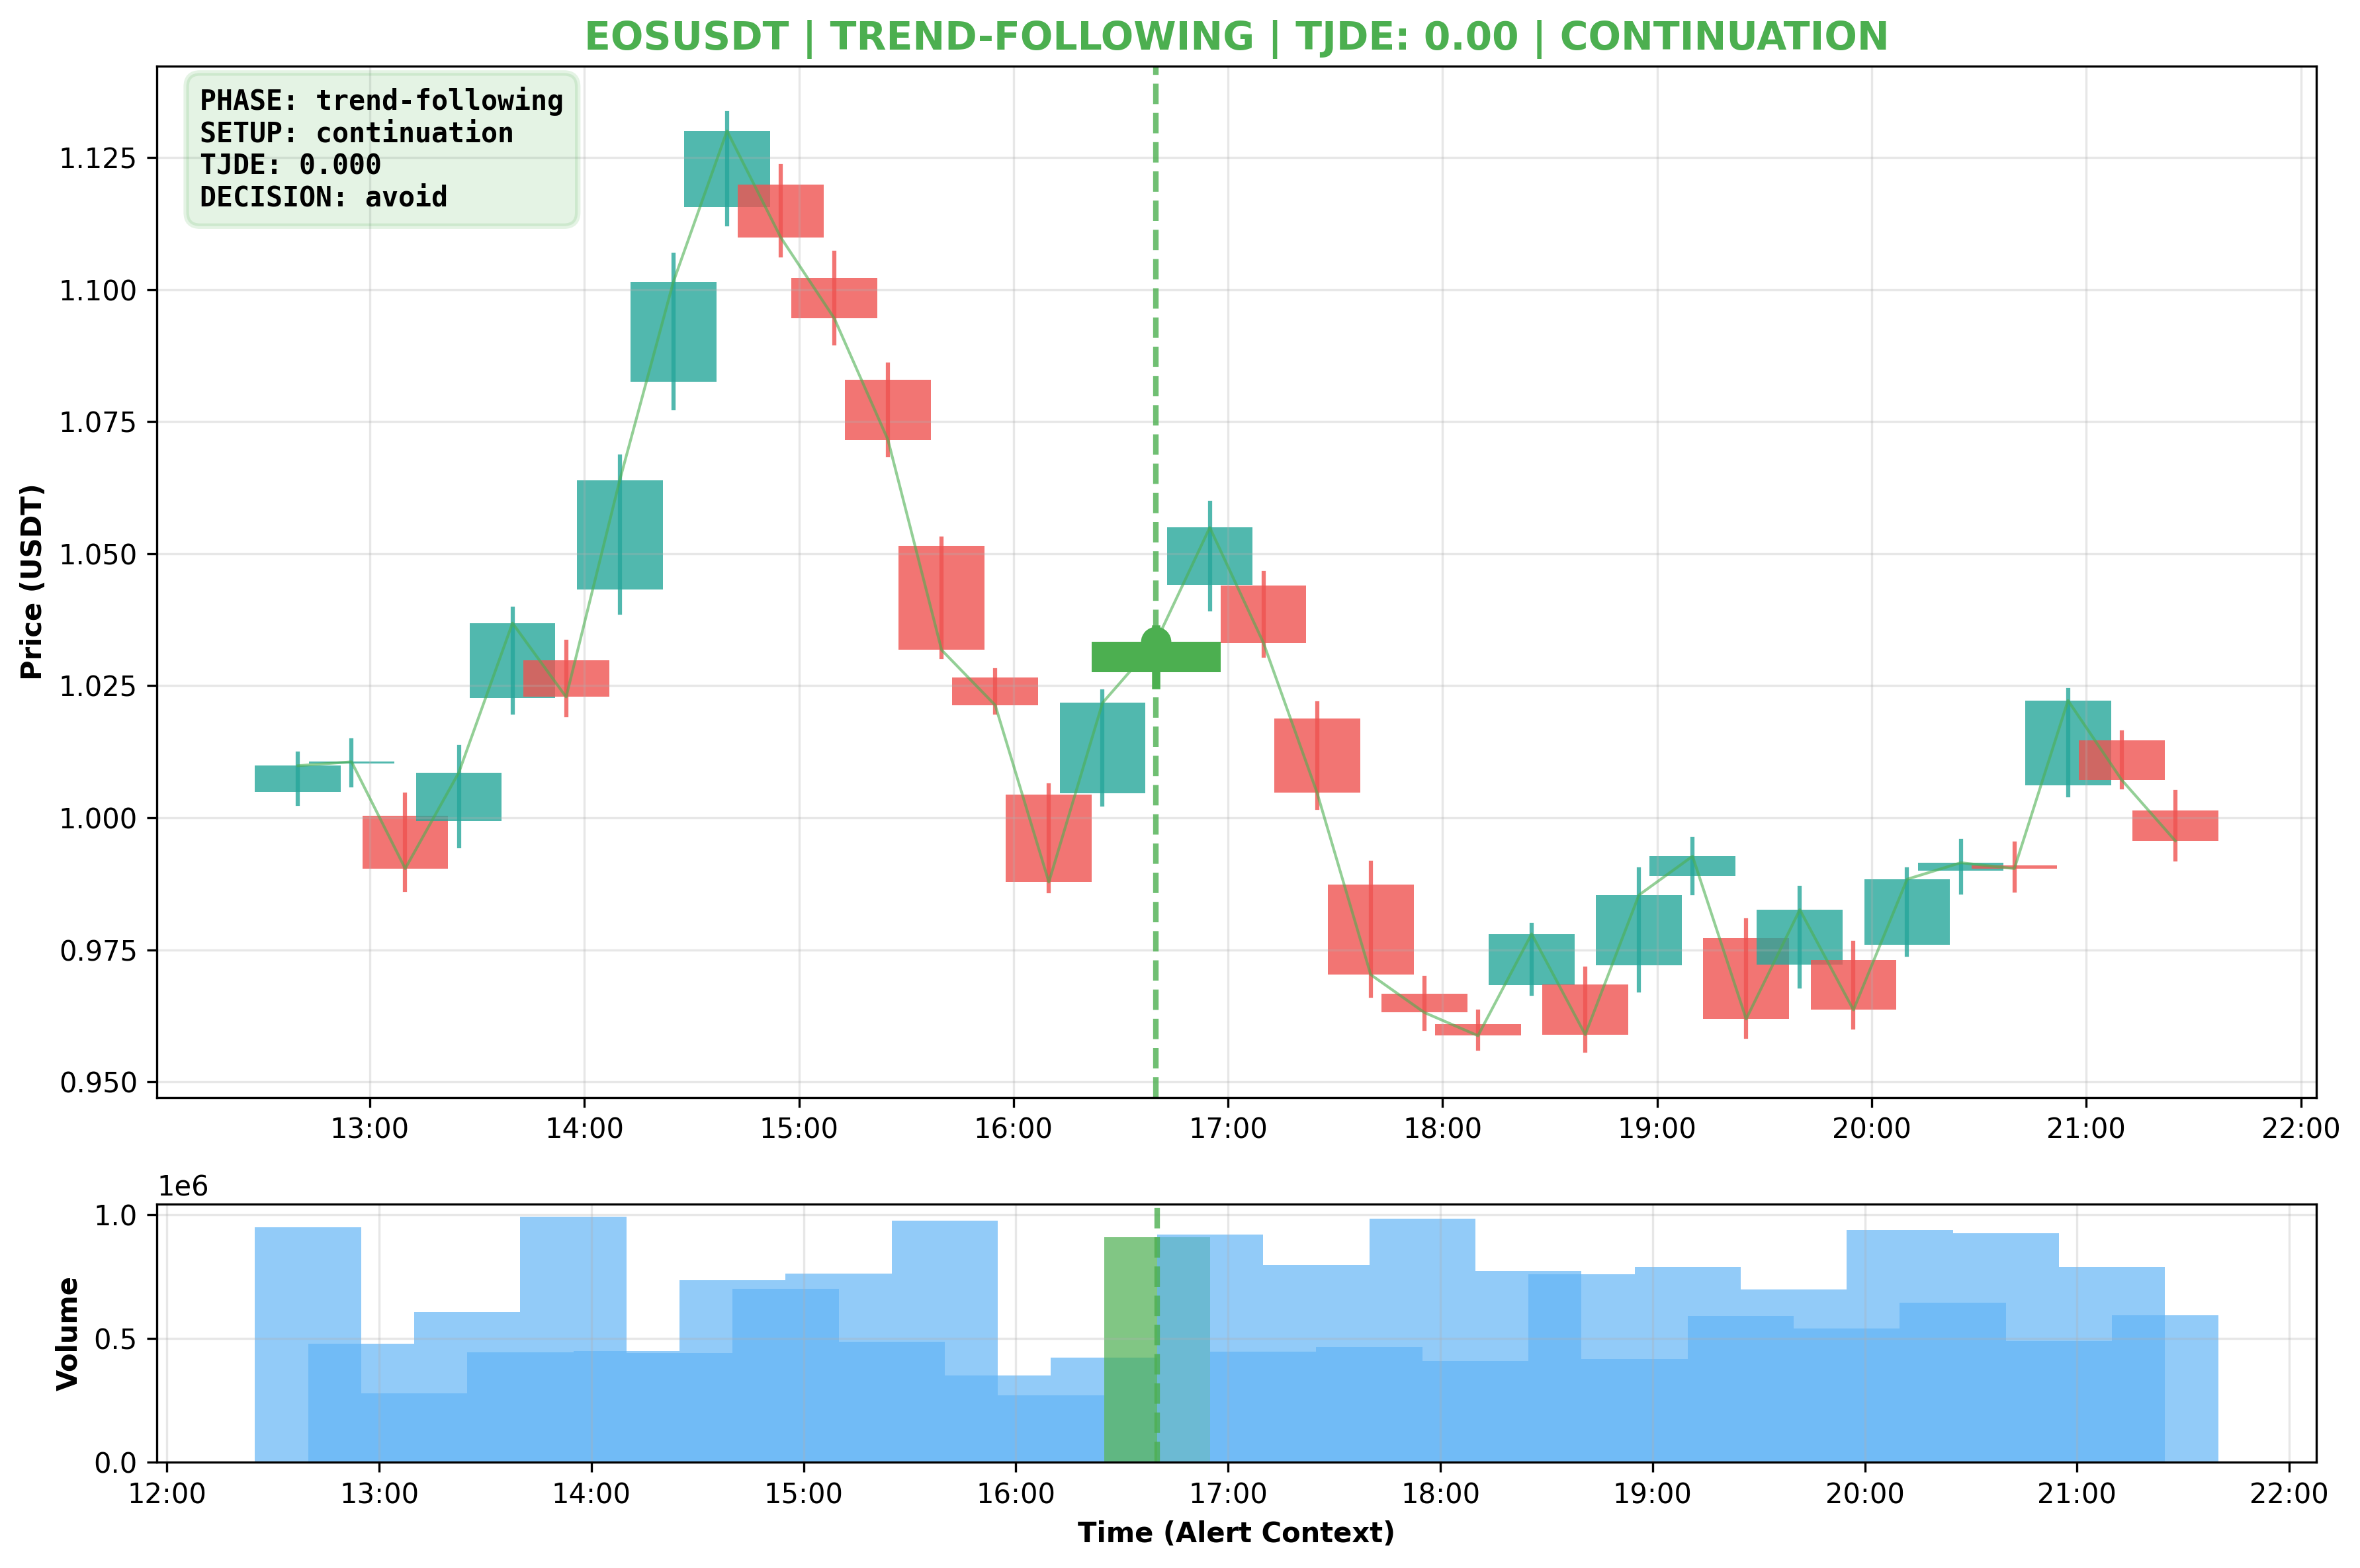 EOSUSDT | TREND-FOLLOWING | TJDE: 0.00 | CONTINUATION
PHASE: trend-following
SETUP: continuation
TJDE: 0.000
DECISION: avoid
Price (USDT)
1.125
1.100
1.075
1.050
1.025
1.000
0.975
0.950
13:00 14:00 15:00 16:00 17:00 18:00 19:00 20:00 21:00 22:00
1e6
Volume
1.0
0.5
0.0
12:00 13:00 14:00 15:00 16:00 17:00 18:00 19:00 20:00 21:00 22:00
Time (Alert Context)